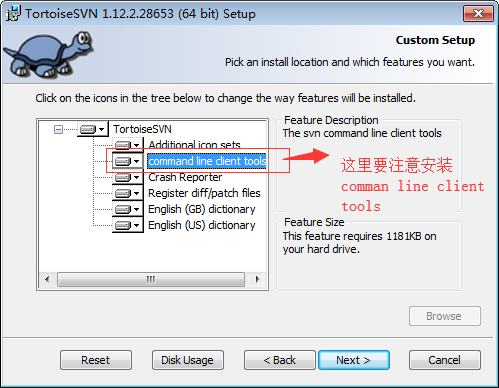 TortoiseSVN 1.12.2.28653 (64 bit) Setup
Custom Setup
Pick an install location and which features you want.
Click on the icons in the tree below to change the way features will be installed.
TortoiseSVN
Additional icon sets
command line client tools
Crash Reporter
Register diff/patch files
English (GB) dictionary
English (US) dictionary
Feature Description
The svn command line client tools
这里要注意安装
comman line client
tools
Feature Size
This feature requires 1181KB on
your hard drive.
Browse
Reset
Disk Usage
< Back
Next >
Cancel